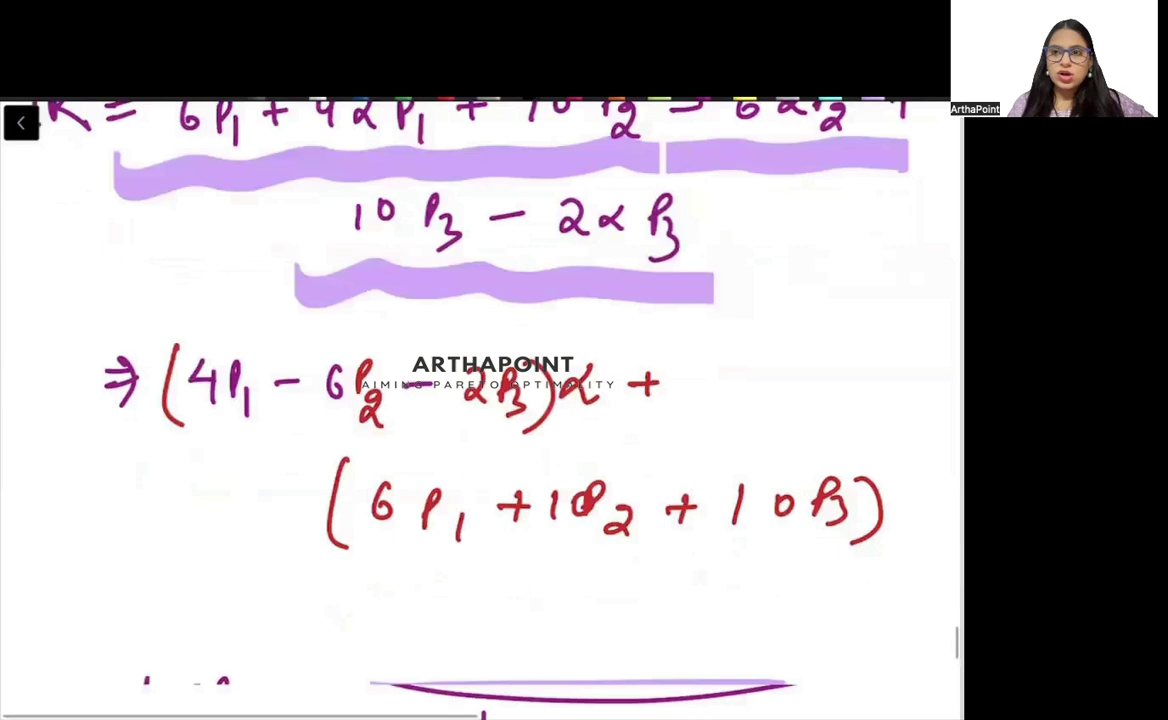 R = 6P₁ + 4αP₁ + 10P₂ - 6αP₂ +
ArthaPoint
10P₃ - 2αP₃
ARTHAPOINT
AIMING PARETO OPTIMALITY
⇒ (4P₁ - 6P₂ - 2P₃)α +
(6P₁ + 10P₂ + 10P₃)